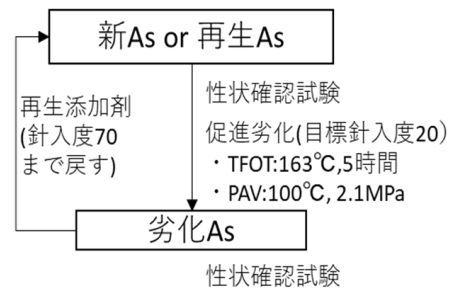 新As or 再生As
再生添加剤
(針入度70
まで戻す)
性状確認試験
促進劣化(目標針入度20)
・TFOT:163℃,5時間
・PAV:100℃, 2.1MPa
劣化As
性状確認試験